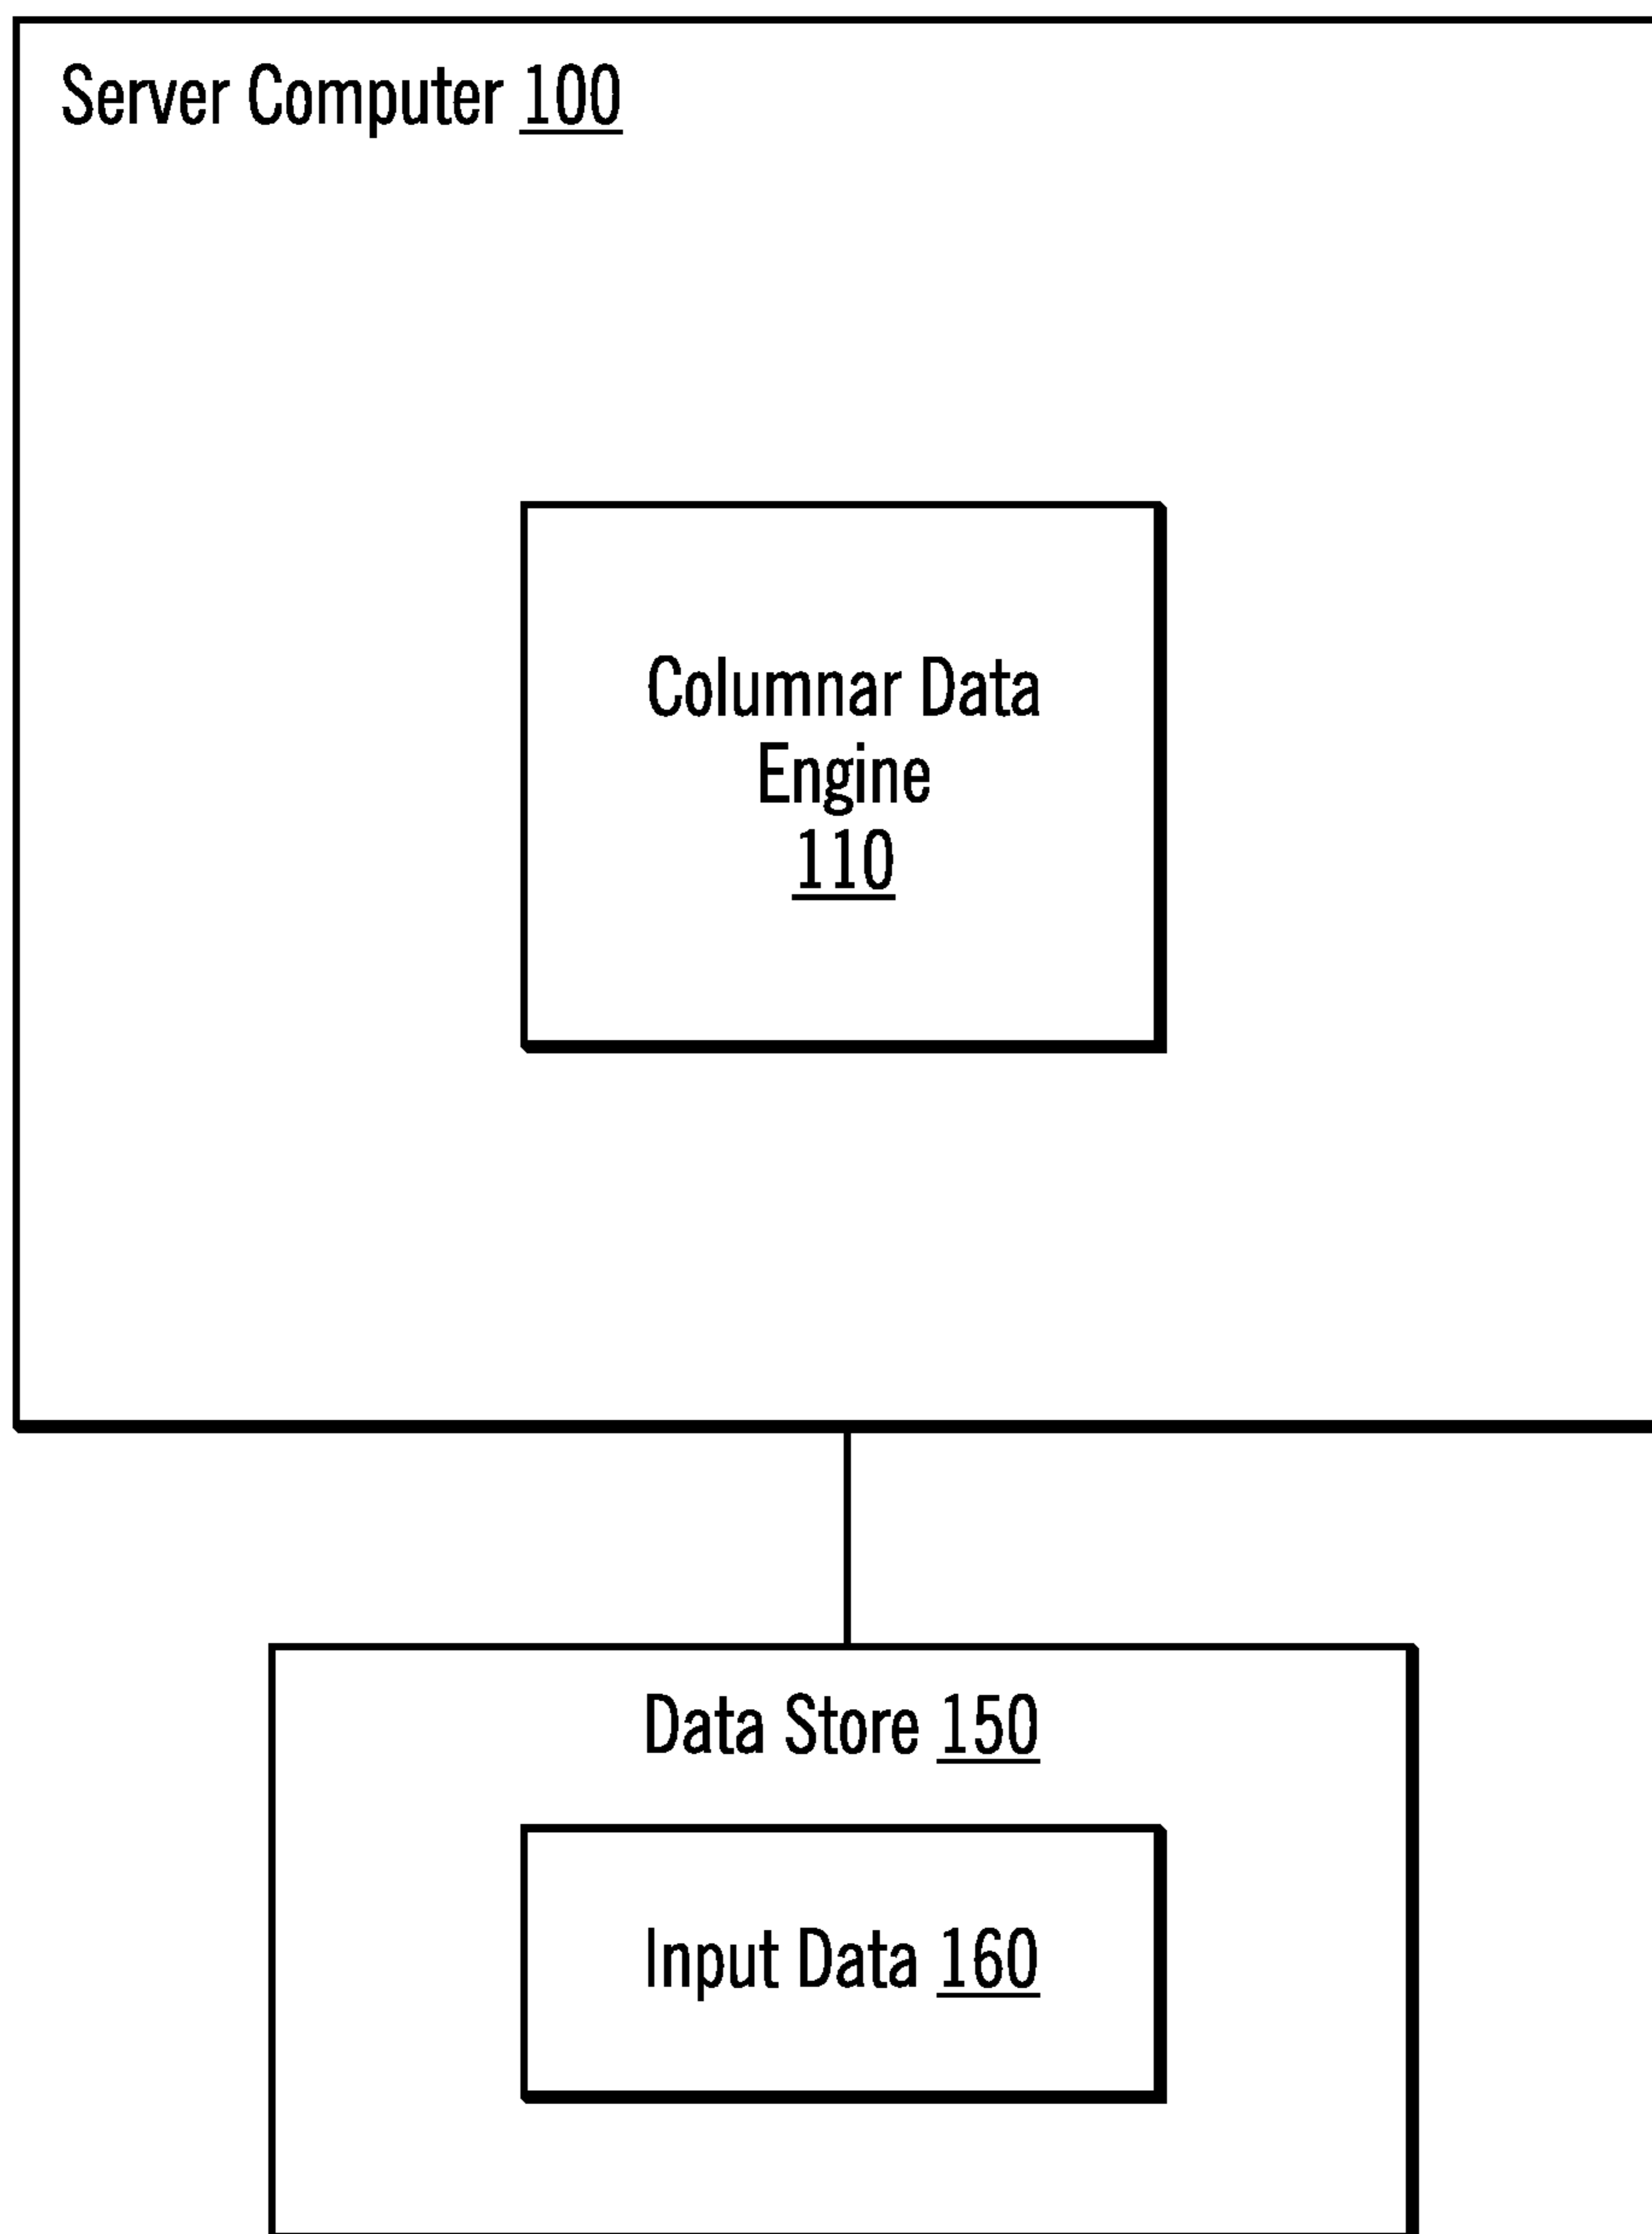 Server Computer 100
Columnar Data
Engine
110
Data Store 150
Input Data 160